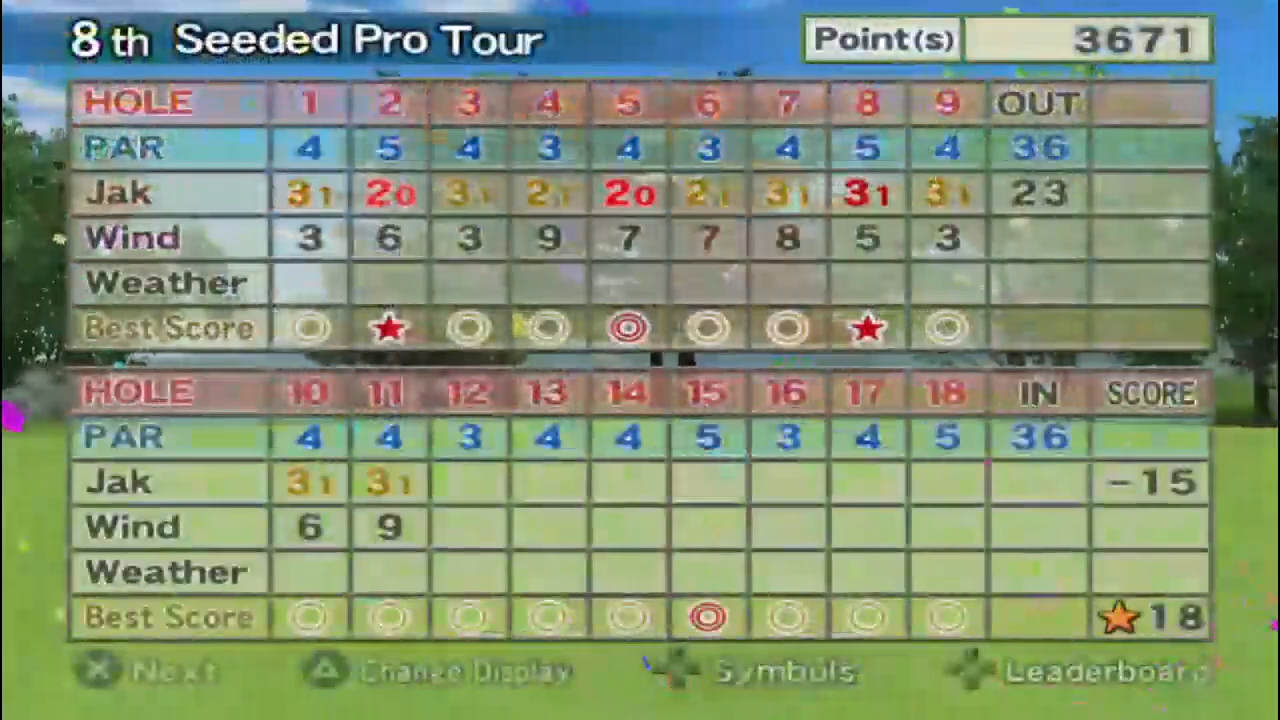 8th Seeded Pro Tour Point(s) 3671
HOLE 1 2 3 4 5 6 7 8 9 OUT
PAR 4 5 4 3 4 3 4 5 4 36
Jak 31 20 31 21 20 21 31 31 31 23
Wind 3 6 3 9 7 7 8 5 3
Weather
Best Score
HOLE 10 11 12 13 14 15 16 17 18 IN SCORE
PAR 4 4 3 4 4 5 3 4 5 36
Jak 31 31 -15
Wind 6 9
Weather
Best Score 18
Next Change Display Symbols Leaderboard